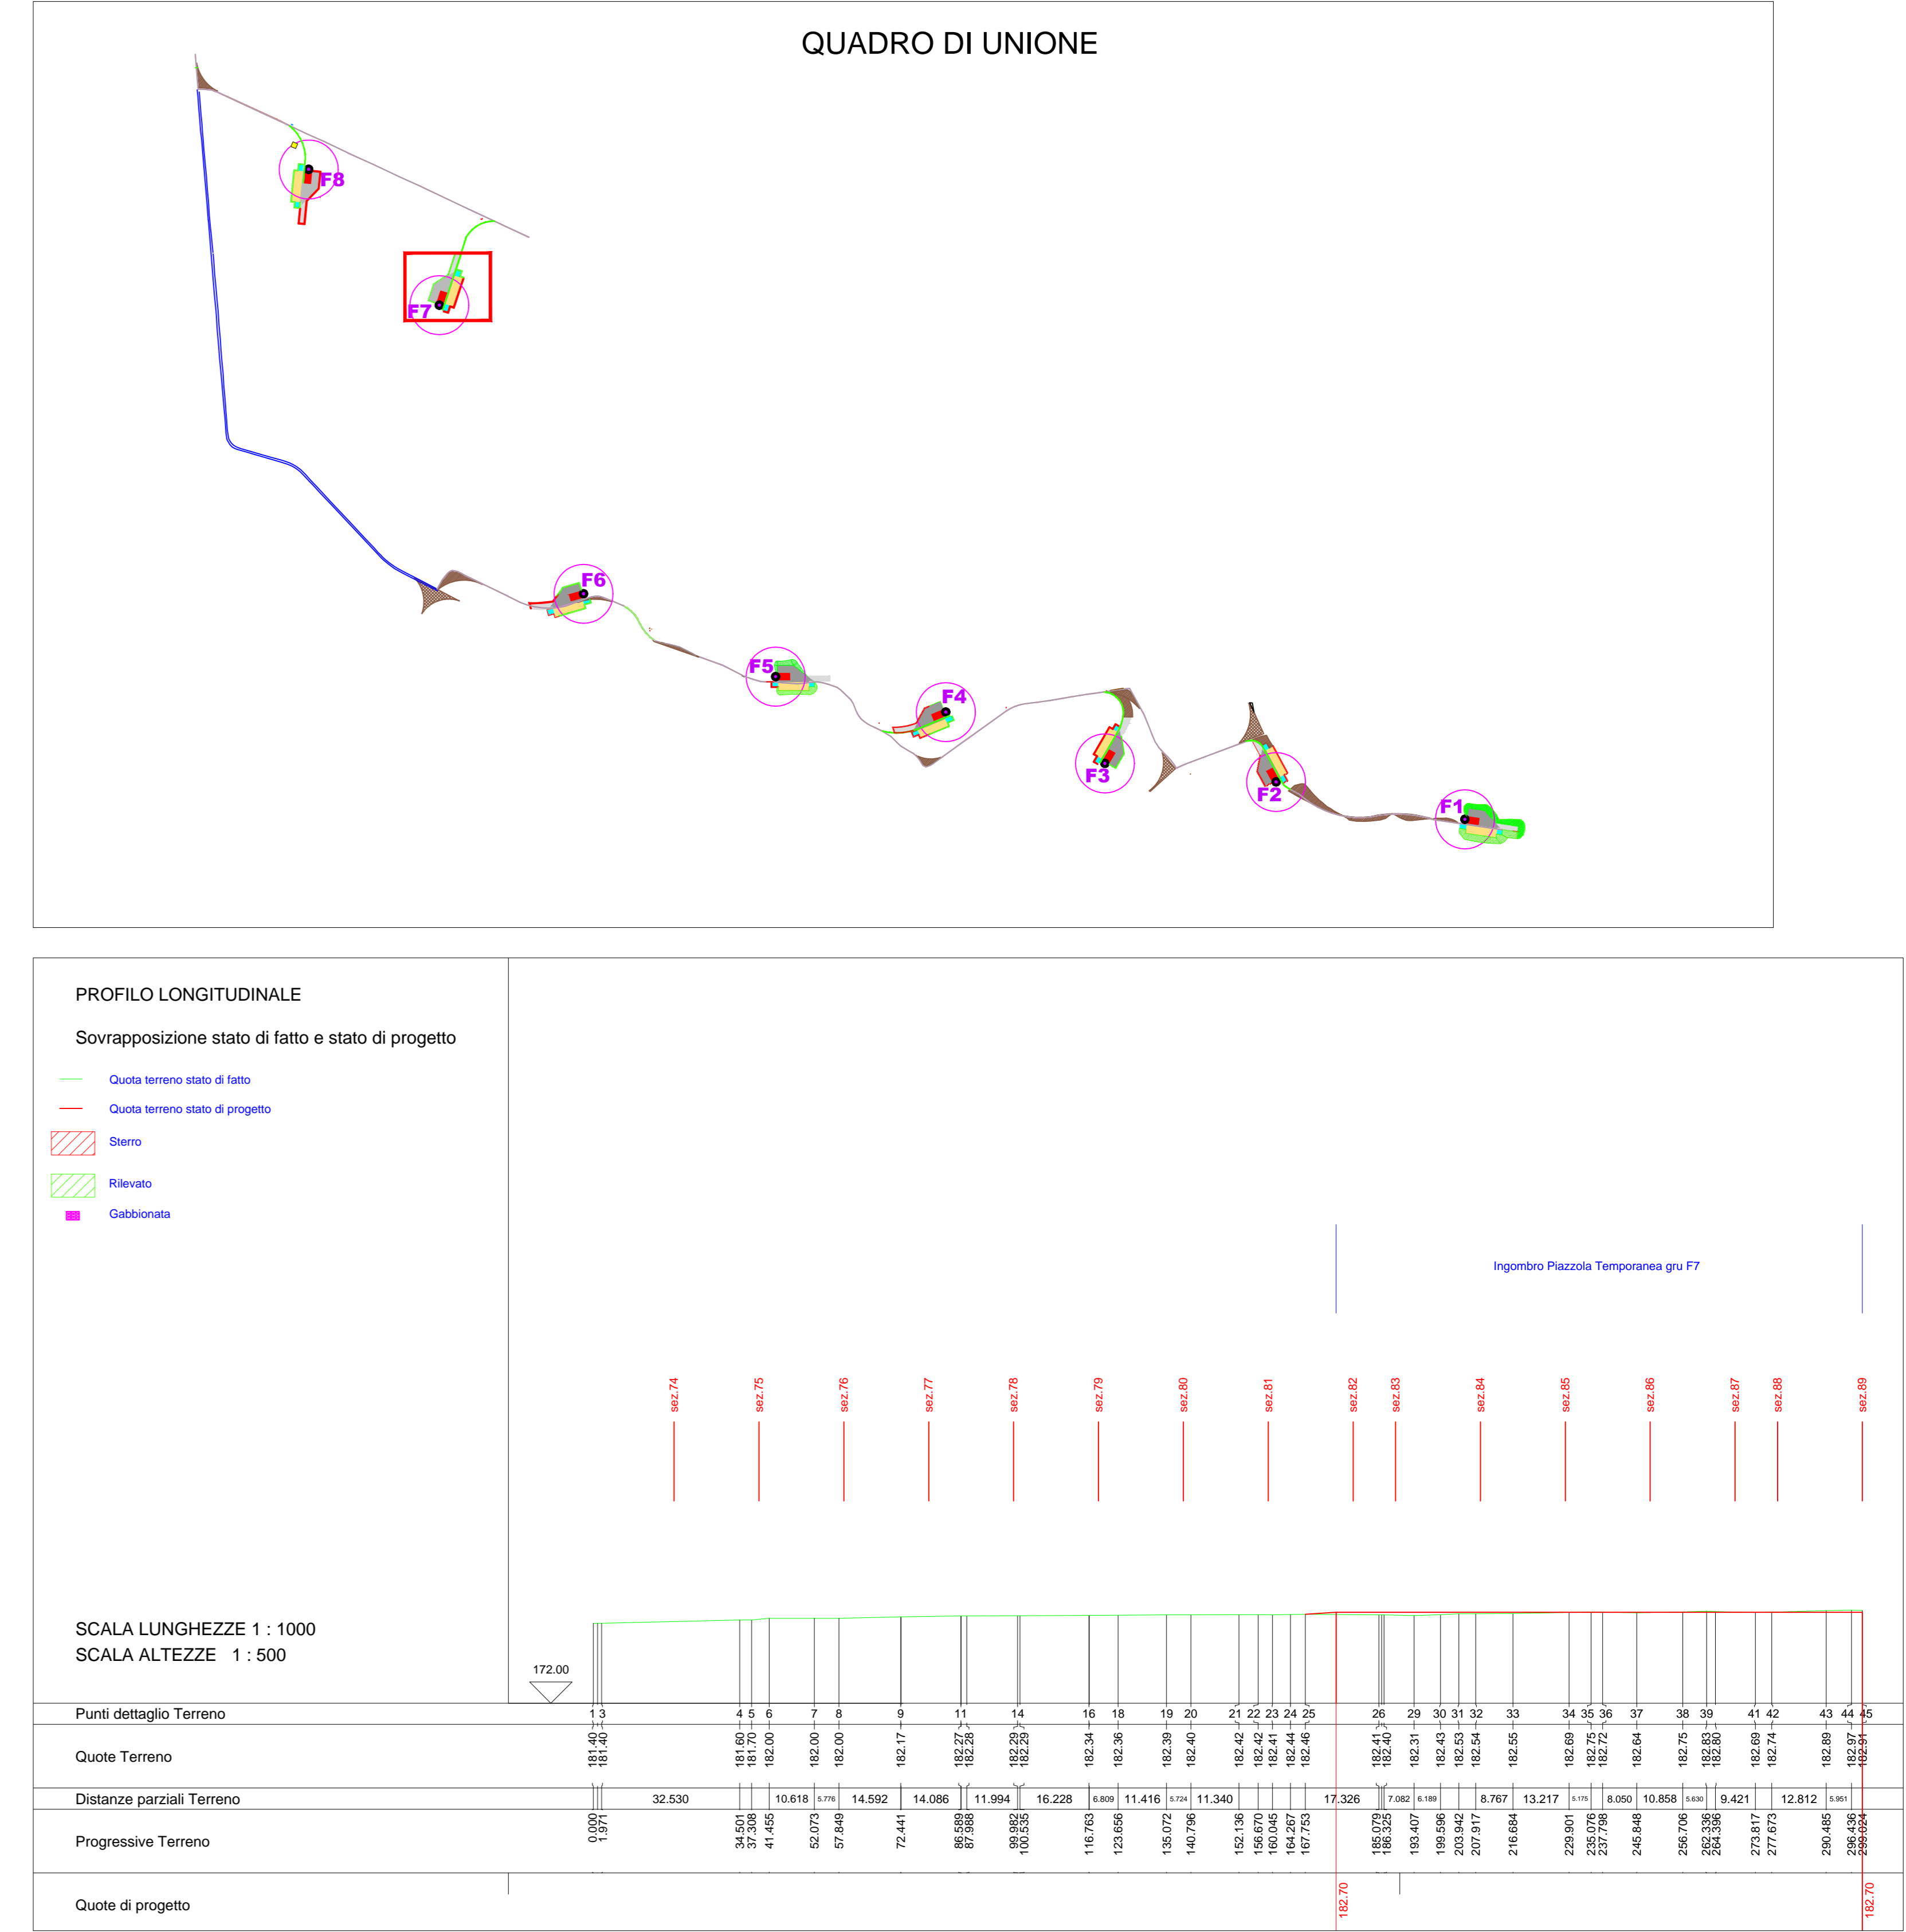 QUADRO DI UNIONE
F8
F7
F6
F5
F4
F3
F2
F1
PROFILO LONGITUDINALE
Sovrapposizione stato di fatto e stato di progetto
Quota terreno stato di fatto
Quota terreno stato di progetto
Sterro
Rilevato
Gabbionata
Ingombro Piazzola Temporanea gru F7
sez.74 sez.75 sez.76 sez.77 sez.78 sez.79 sez.80 sez.81 sez.82 sez.83 sez.84 sez.85 sez.86 sez.87 sez.88 sez.89
SCALA LUNGHEZZE 1 : 1000
SCALA ALTEZZE 1 : 500
172.00
Punti dettaglio Terreno 1 3 4 5 6 7 8 9 11 14 16 18 19 20 21 22 23 24 25 26 29 30 31 32 33 34 35 36 37 38 39 41 42 43 44 45
Quote Terreno 181.40 181.40 181.60 181.70 182.00 182.00 182.00 182.17 182.27 182.28 182.29 182.29 182.34 182.36 182.39 182.40 182.42 182.42 182.41 182.44 182.46 182.41 182.40 182.31 182.43 182.53 182.54 182.55 182.69 182.75 182.72 182.64 182.75 182.83 182.80 182.69 182.74 182.89 182.97 182.91
Distanze parziali Terreno 32.530 10.618 5.776 14.592 14.086 11.994 16.228 6.809 11.416 5.724 11.340 17.326 7.082 6.189 8.767 13.217 5.175 8.050 10.858 5.630 9.421 12.812 5.951
Progressive Terreno 0.000 1.971 34.501 37.308 41.455 52.073 57.849 72.441 86.589 87.988 99.982 100.535 116.763 123.656 135.072 140.796 152.136 156.670 160.045 164.267 167.753 185.079 186.325 193.407 199.596 203.942 207.917 216.684 229.901 235.076 237.798 245.848 256.706 262.336 264.396 273.817 277.673 290.485 296.436 299.024
Quote di progetto 182.70 182.70